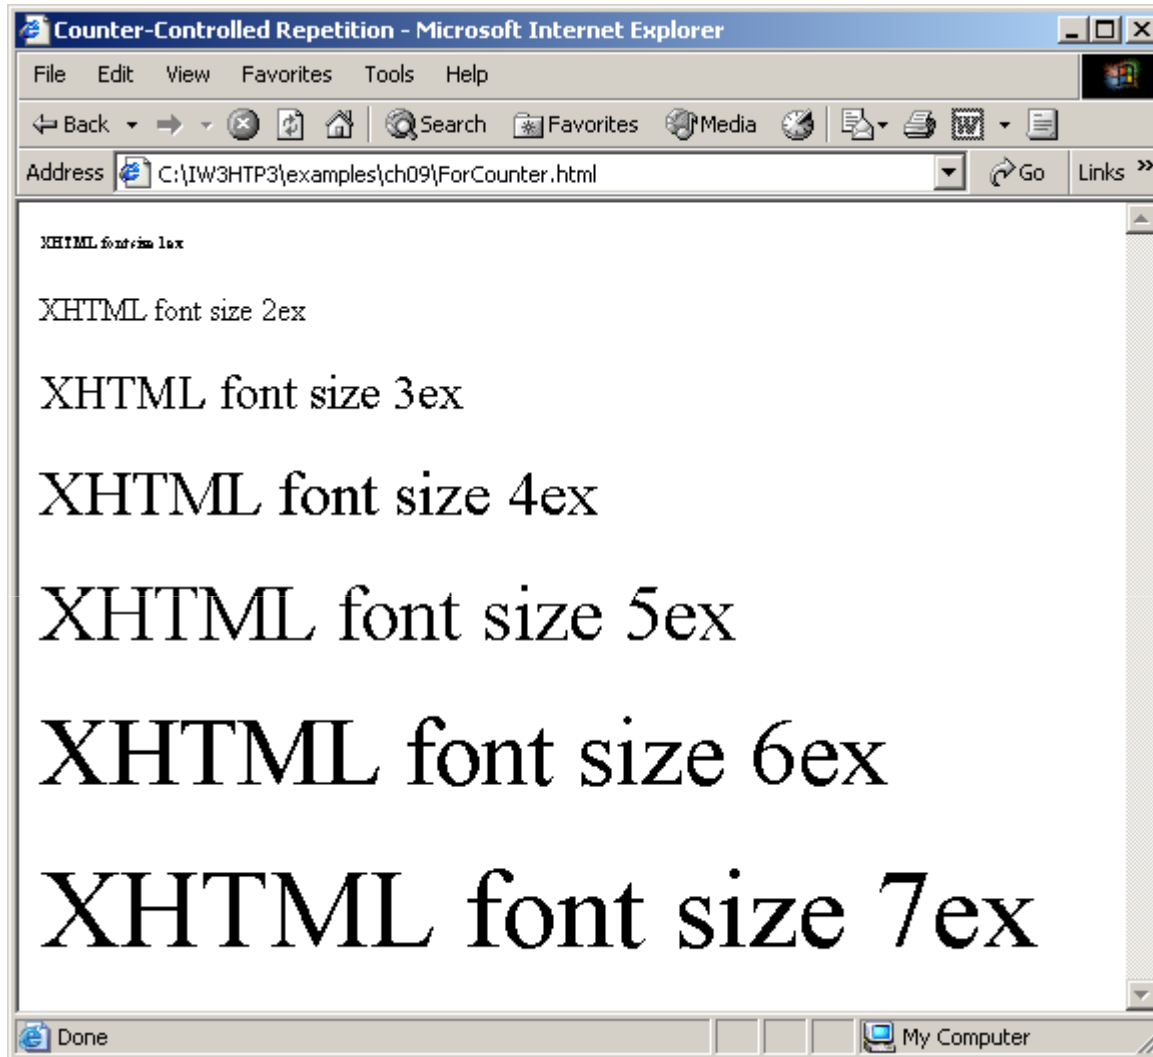 Counter-Controlled Repetition - Microsoft Internet Explorer
File Edit View Favorites Tools Help
Back Search Favorites Media W
Address C:\IW3HTP3\examples\ch09\ForCounter.html Go Links »
XHTML font size 1ex
XHTML font size 2ex
XHTML font size 3ex
XHTML font size 4ex
XHTML font size 5ex
XHTML font size 6ex
XHTML font size 7ex
Done My Computer